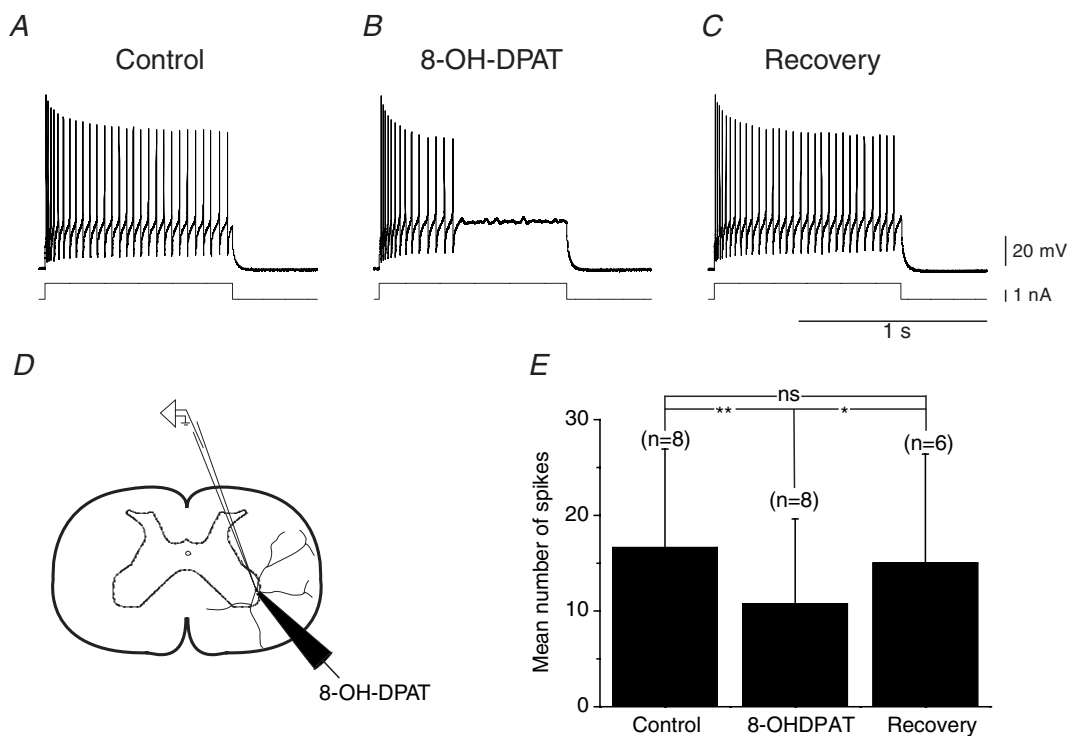 A
B
C
Control
8-OH-DPAT
Recovery
20 mV
1 nA
1 s
D
E
8-OH-DPAT
ns
** *
30
20
10
0
Mean number of spikes
(n=8)
(n=8)
(n=6)
Control
8-OHDPAT
Recovery